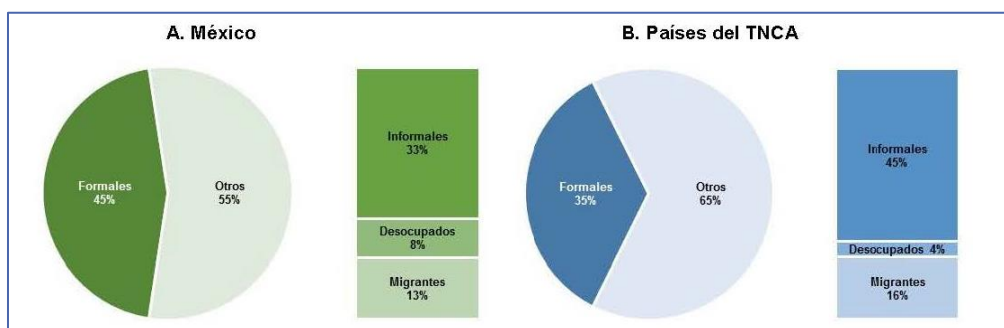 A. México
Formales
45%
Otros
55%
Informales
33%
Desocupados
8%
Migrantes
13%
B. Países del TNCA
Formales
35%
Otros
65%
Informales
45%
Desocupados 4%
Migrantes
16%